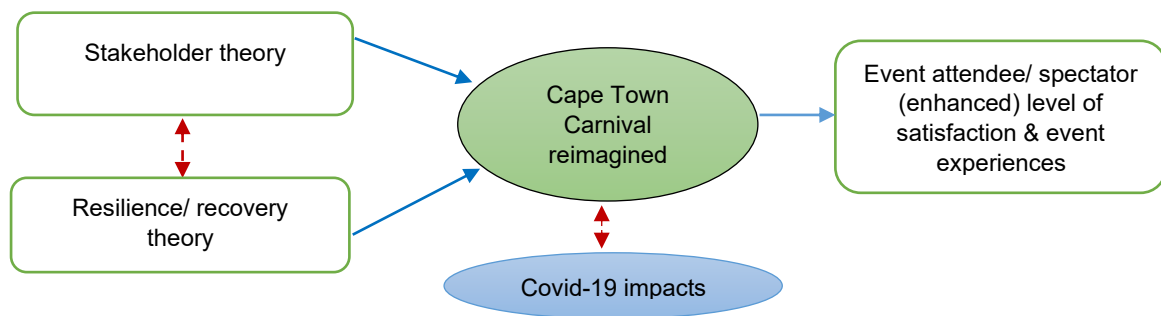 Stakeholder theory
Resilience/ recovery
theory
Cape Town
Carnival
reimagined
Covid-19 impacts
Event attendee/ spectator
(enhanced) level of
satisfaction & event
experiences